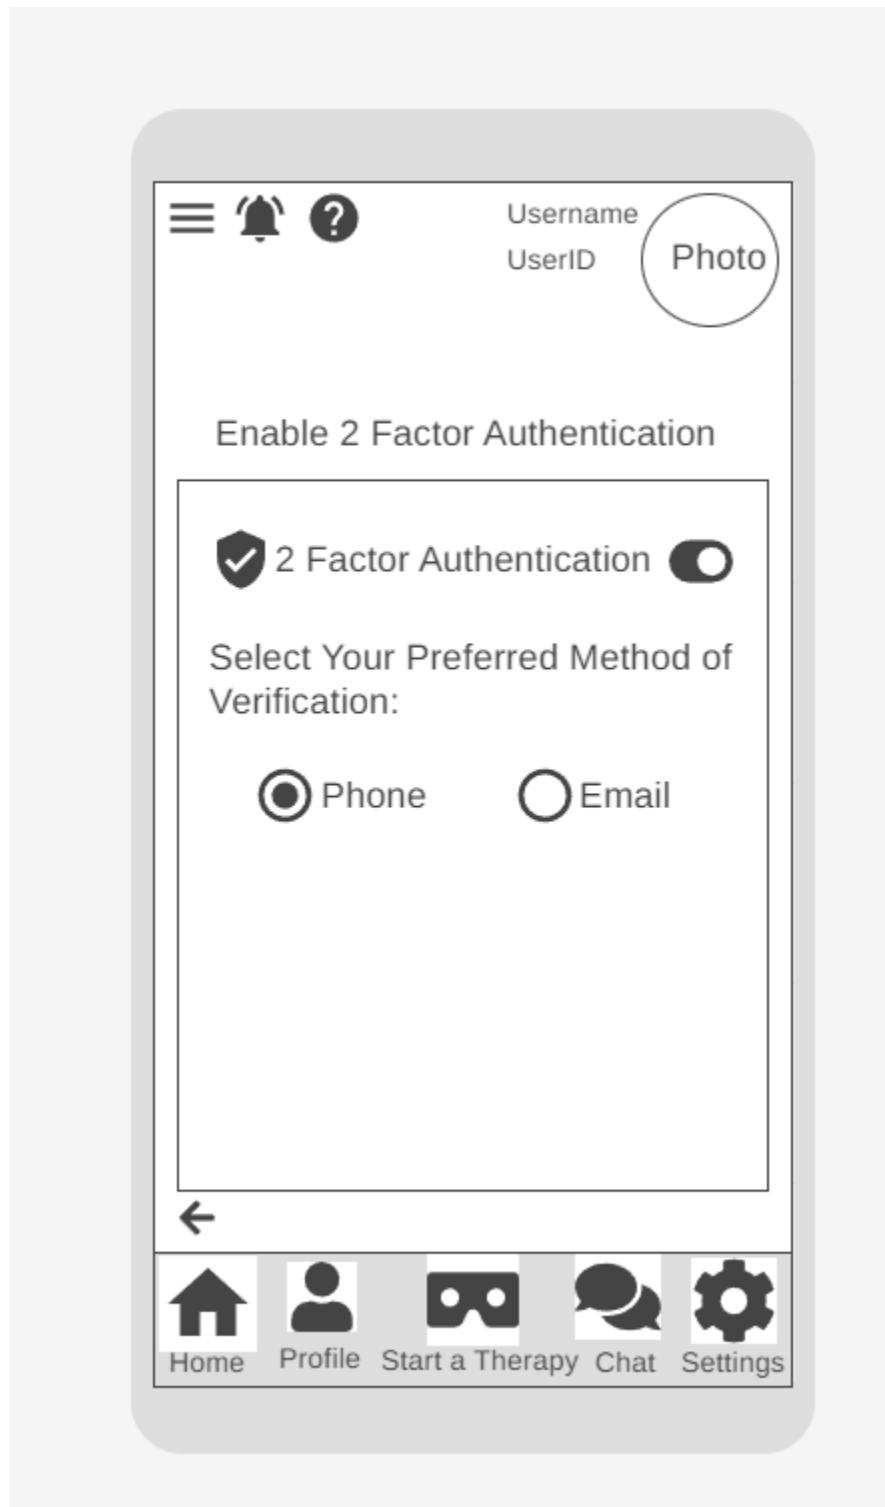 Username
UserID
Photo
Enable 2 Factor Authentication
2 Factor Authentication
Select Your Preferred Method of
Verification:
Phone
Email
Home
Profile
Start a Therapy
Chat
Settings